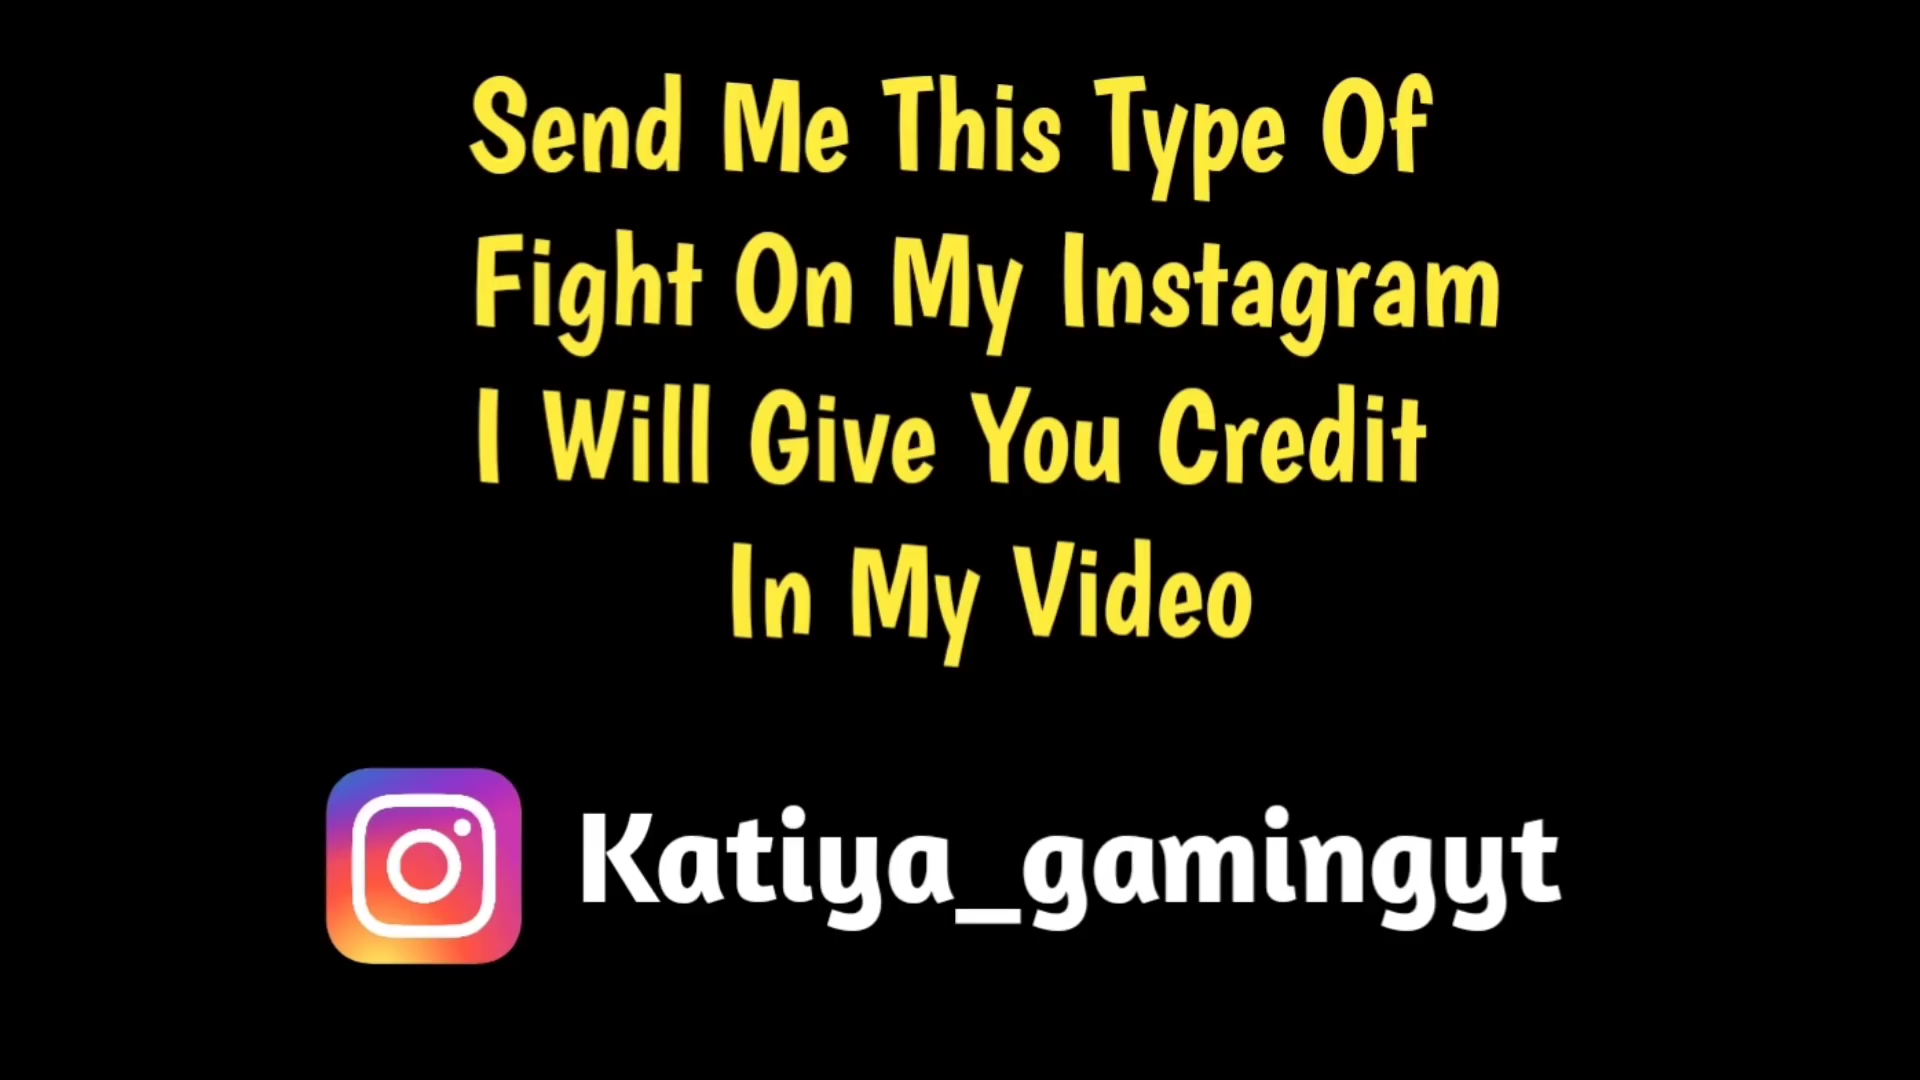 Send Me This Type Of
Fight On My Instagram
I Will Give You Credit
In My Video
Katiya_gamingyt